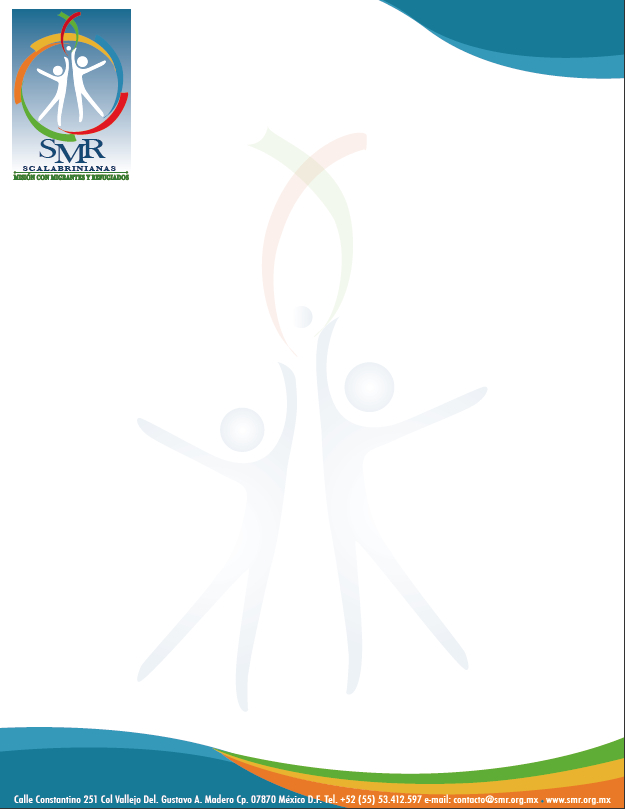 SMR
SCALABRINIANAS
MISIÓN CON MIGRANTES Y REFUGIADOS
Calle Constantino 251 Col Vallejo Del. Gustavo A. Madero Cp. 07870 México D.F. Tel. +52 (55) 53.412.597 e-mail: contacto@smr.org.mx • www.smr.org.mx